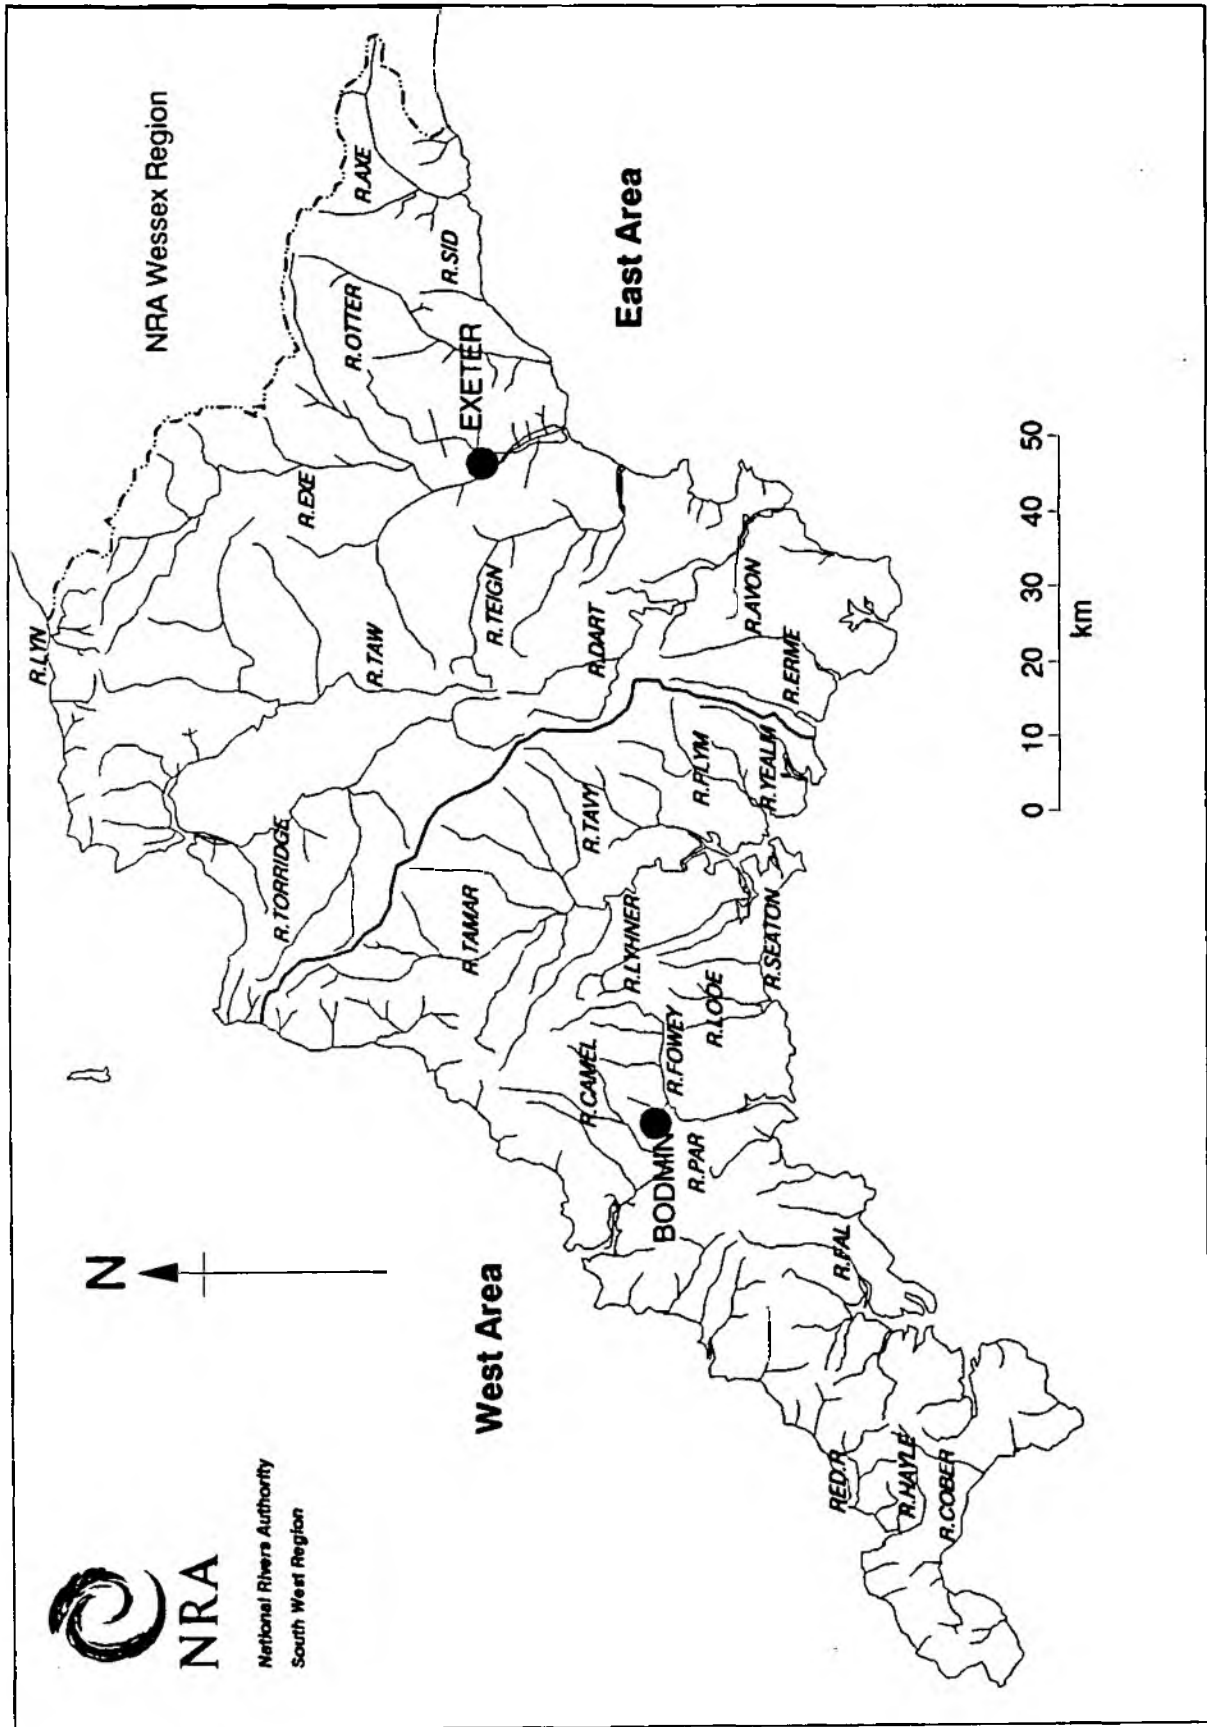 NRA
National Rivers Authority
South West Region
N
NRA Wessex Region
West Area
East Area
R.LYN
R.AXE
R.OTTER
R.SID
EXETER
R.EXE
R.TAW
R.TEIGN
R.DART
R.AVON
R.ERME
R.TORRIDGE
R.TAMAR
R.TAVY
R.PLYM
R.YEALM
R.LYHNER
R.SEATON
R.LOOE
R.CAMEL
R.FOWEY
BODMIN
R.PAR
R.FAL
RED.R
R.HAYLE
R.COBER
0 10 20 30 40 50
km